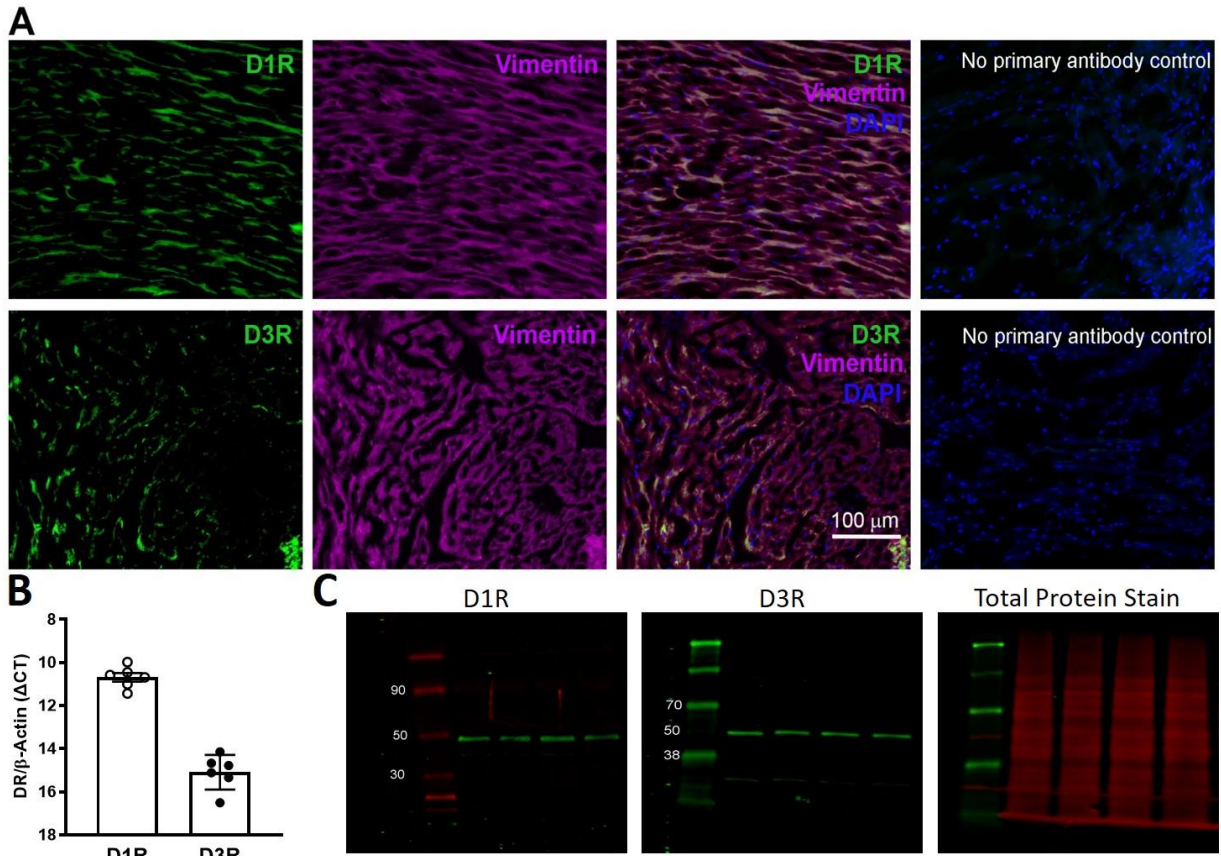 A
D1R
Vimentin
D1R
Vimentin
DAPI
No primary antibody control
D3R
Vimentin
D3R
Vimentin
DAPI
100 μm
No primary antibody control
B
8
10
12
14
16
18
DR/β-Actin (ΔCT)
D1R
D3R
C
D1R
90
50
30
D3R
70
50
38
Total Protein Stain